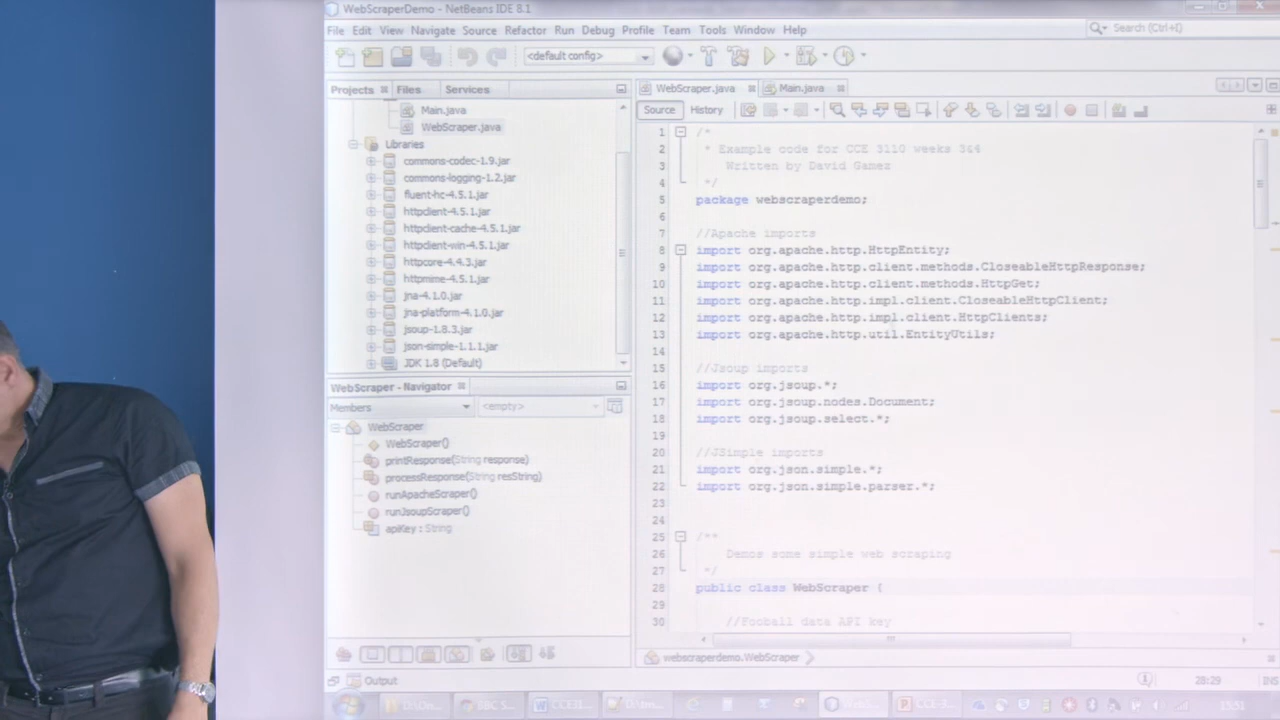 WebScraperDemo - NetBeans IDE 8.1
File Edit View Navigate Source Refactor Run Debug Profile Team Tools Window Help
Search (Ctrl+I)
<default config>
Projects Files Services
Main.java
WebScraper.java
Libraries
commons-codec-1.9.jar
commons-logging-1.2.jar
fluent-hc-4.5.1.jar
httpclient-4.5.1.jar
httpclient-cache-4.5.1.jar
httpclient-win-4.5.1.jar
httpcore-4.4.3.jar
httpmime-4.5.1.jar
jna-4.1.0.jar
jna-platform-4.1.0.jar
jsoup-1.8.3.jar
json-simple-1.1.1.jar
JDK 1.8 (Default)
WebScraper - Navigator
Members <empty>
WebScraper
WebScraper()
printResponse(String response)
processResponse(String resString)
runApacheScraper()
runJsoupScraper()
apiKey : String
WebScraper.java Main.java
Source History
1 /*
2 * Example code for CCE 3110 weeks 3&4
3 Written by David Gamez
4 */
5 package webscraperdemo;
6
7 //Apache imports
8 import org.apache.http.HttpEntity;
9 import org.apache.http.client.methods.CloseableHttpResponse;
10 import org.apache.http.client.methods.HttpGet;
11 import org.apache.http.impl.client.CloseableHttpClient;
12 import org.apache.http.impl.client.HttpClients;
13 import org.apache.http.util.EntityUtils;
14
15 //Jsoup imports
16 import org.jsoup.*;
17 import org.jsoup.nodes.Document;
18 import org.jsoup.select.*;
19
20 //JSimple imports
21 import org.json.simple.*;
22 import org.json.simple.parser.*;
23
24
25 /**
26 Demos some simple web scraping
27 */
28 public class WebScraper {
29
30 //Fooball data API key
webscraperdemo.WebScraper
Output
28:29 INS
15:51